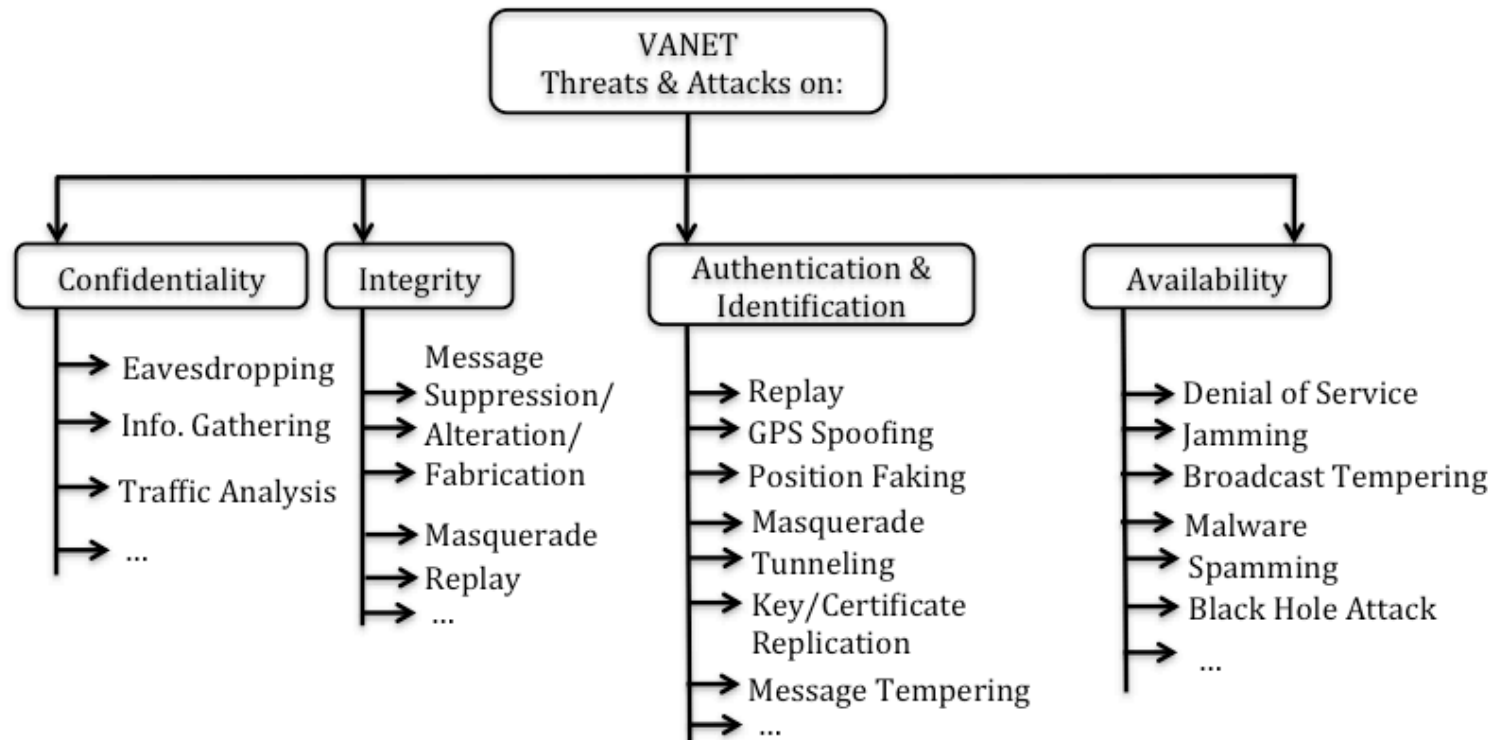 VANET
Threats & Attacks on:
Confidentiality
Eavesdropping
Info. Gathering
Traffic Analysis
...
Integrity
Message
Suppression/
Alteration/
Fabrication
Masquerade
Replay
...
Authentication &
Identification
Replay
GPS Spoofing
Position Faking
Masquerade
Tunneling
Key/Certificate
Replication
Message Tempering
...
Availability
Denial of Service
Jamming
Broadcast Tempering
Malware
Spamming
Black Hole Attack
...